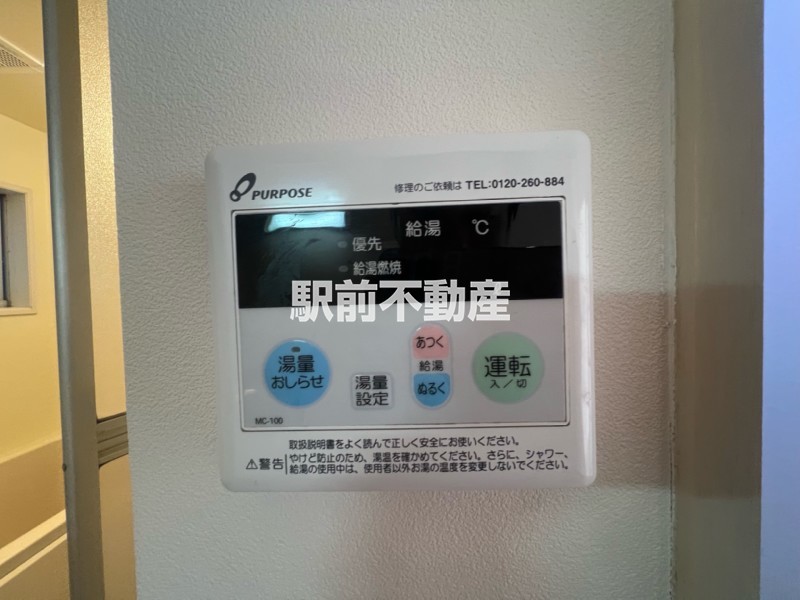 PURPOSE
修理のご依頼は TEL:0120-260-884
給湯 ℃
優先
給湯燃焼
駅前不動産
湯量
おしらせ
湯量
設定
あつく
給湯
ぬるく
運転
入/切
MC-100
取扱説明書をよく読んで正しく安全にお使いください。
⚠警告
やけど防止のため、湯温を確かめてください。さらに、シャワー、
給湯の使用中は、使用者以外お湯の温度を変更しないでください。